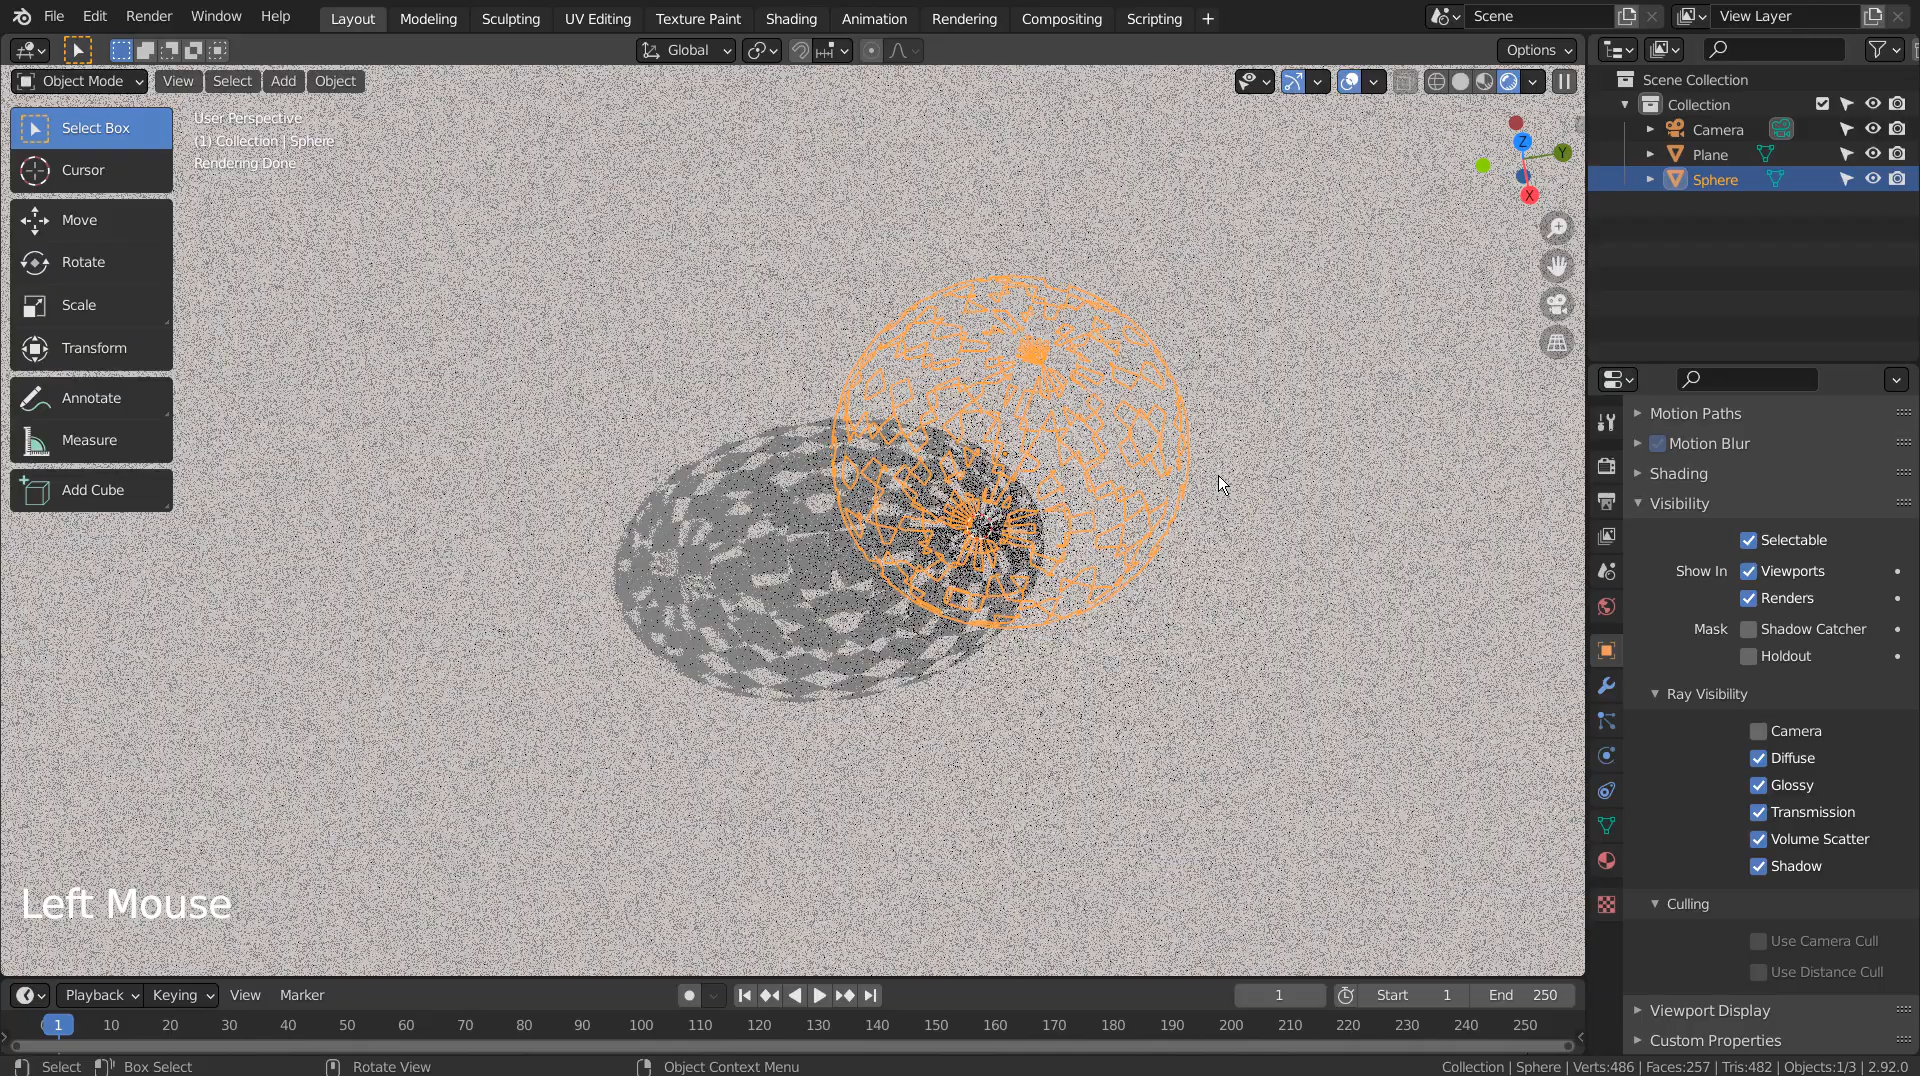 File Edit Render Window Help Layout Modeling Sculpting UV Editing Texture Paint Shading Animation Rendering Compositing Scripting + Scene View Layer
Global Options
Object Mode View Select Add Object
Select Box
Cursor
Move
Rotate
Scale
Transform
Annotate
Measure
Add Cube
User Perspective
(1) Collection | Sphere
Rendering Done
Z
Y
X
Left Mouse
Scene Collection
Collection
Camera
Plane
Sphere
Motion Paths
Motion Blur
Shading
Visibility
Selectable
Show In Viewports
Renders
Mask Shadow Catcher
Holdout
Ray Visibility
Camera
Diffuse
Glossy
Transmission
Volume Scatter
Shadow
Culling
Use Camera Cull
Use Distance Cull
Viewport Display
Custom Properties
Playback Keying View Marker 1 Start 1 End 250
1 10 20 30 40 50 60 70 80 90 100 110 120 130 140 150 160 170 180 190 200 210 220 230 240 250
Select Box Select Rotate View Object Context Menu Collection | Sphere | Verts:486 | Faces:257 | Tris:482 | Objects:1/3 | 2.92.0